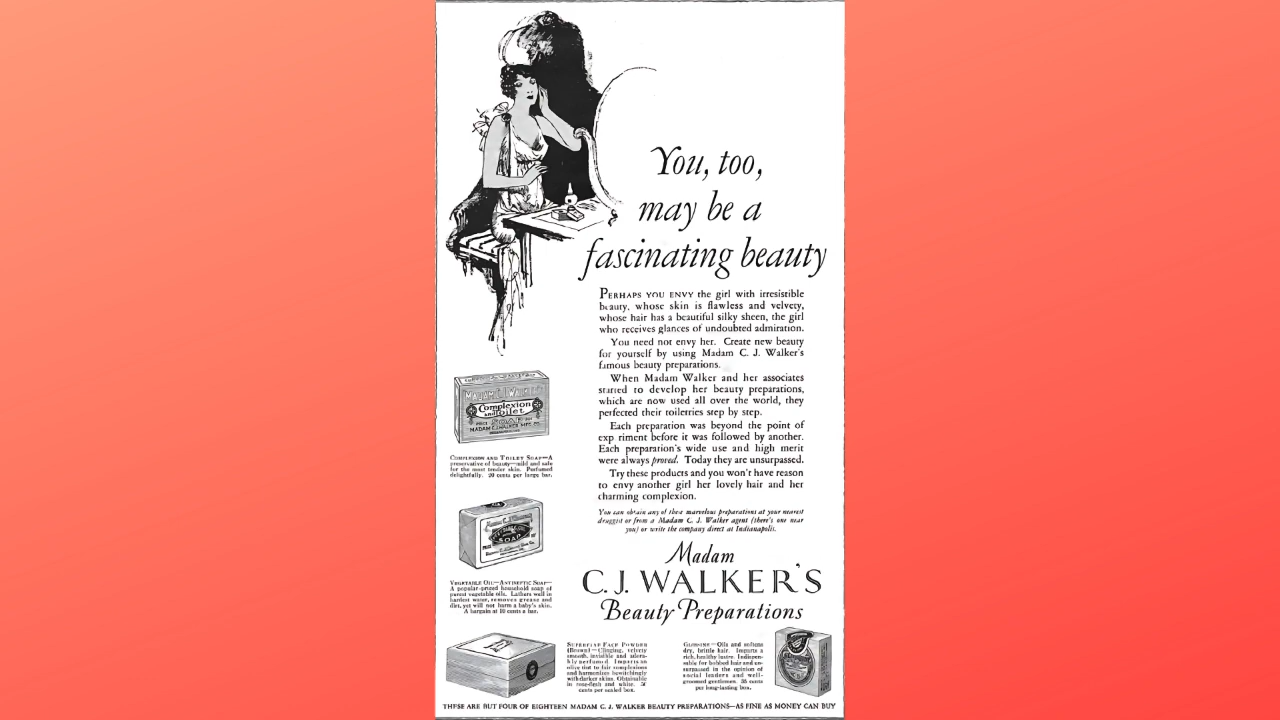 You, too,
may be a
fascinating beauty
PERHAPS YOU ENVY the girl with irresistible
beauty, whose skin is flawless and velvety,
whose hair has a beautiful silky sheen, the girl
who receives glances of undoubted admiration.
You need not envy her. Create new beauty
for yourself by using Madam C. J. Walker's
famous beauty preparations.
When Madam Walker and her associates
started to develop her beauty preparations,
which are now used all over the world, they
perfected their toiletries step by step.
Each preparation was beyond the point of
exp riment before it was followed by another.
Each preparation's wide use and high merit
were always proved. Today they are unsurpassed.
Try these products and you won't have reason
to envy another girl her lovely hair and her
charming complexion.
You can obtain any of these marvelous preparations at your nearest
druggist or from a Madam C. J. Walker agent (there's one near
you) or write the company direct at Indianapolis.
Madam
C. J. WALKER'S
Beauty Preparations
MADAM C.J. WALKER'S
Complexion
and Toilet
SOAP
COMPLEXION AND TOILET SOAP—A
preservative of beauty—mild and safe
for the most tender skin. Perfumed
delightfully. 20 cents per large bar.
SOAP
VEGETABLE OIL—ANTISEPTIC SOAP—
A popular-priced household soap of
purest vegetable oils. Lathers well in
hardest water, removes grease and
dirt, yet will not harm a baby's skin.
A bargain at 10 cents a bar.
SUPERFINE FACE POWDER
(Brown)—Clinging, velvety
smooth, invisible and adora-
bly perfumed. Imparts an
olive tint to fair complexions
and harmonizes bewitchingly
with darker skins. Obtainable
in rose-flesh and white.
cents per sealed box.
GLOSSINE—Oils and softens
dry, brittle hair. Imparts a
rich, healthy lustre. Indispen-
sable for bobbed hair and un-
surpassed in the opinion of
social leaders and well-
groomed gentlemen. 35 cents
per long-lasting box.
THESE ARE BUT FOUR OF EIGHTEEN MADAM C. J. WALKER BEAUTY PREPARATIONS—AS FINE AS MONEY CAN BUY